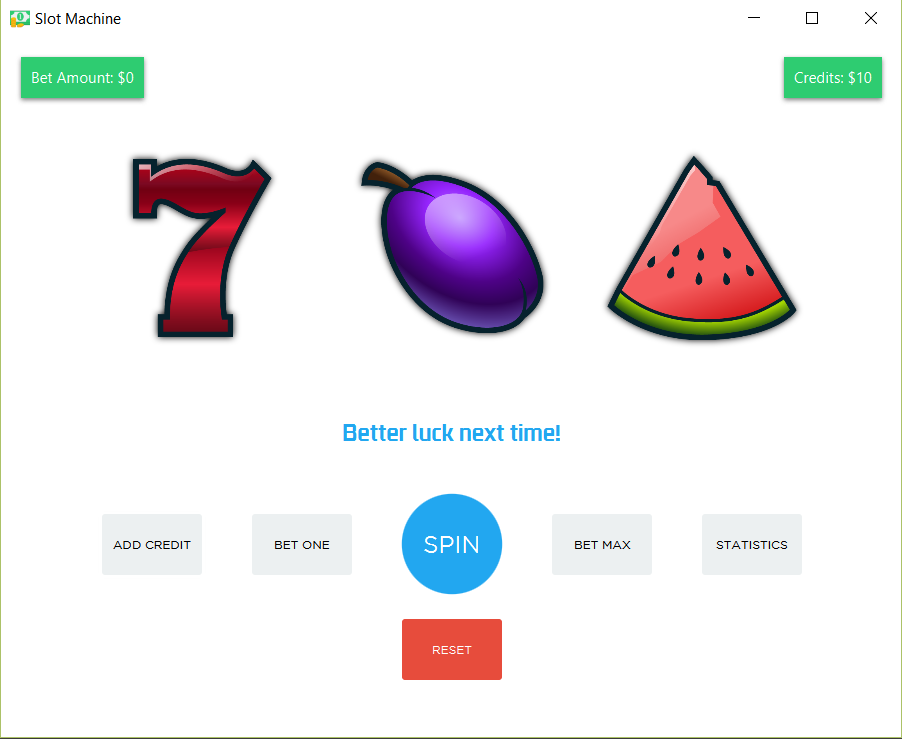 Slot Machine
Bet Amount: $0
Credits: $10
7
Better luck next time!
ADD CREDIT
BET ONE
SPIN
BET MAX
STATISTICS
RESET